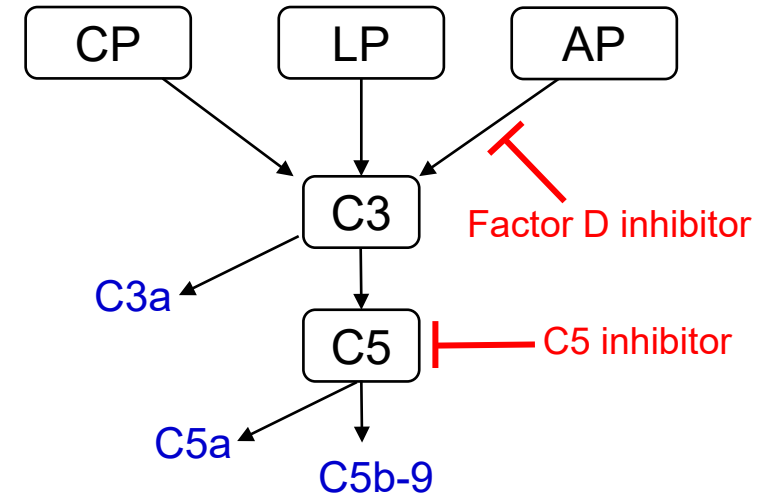 CP
LP
AP
C3
Factor D inhibitor
C3a
C5
C5 inhibitor
C5a
C5b-9